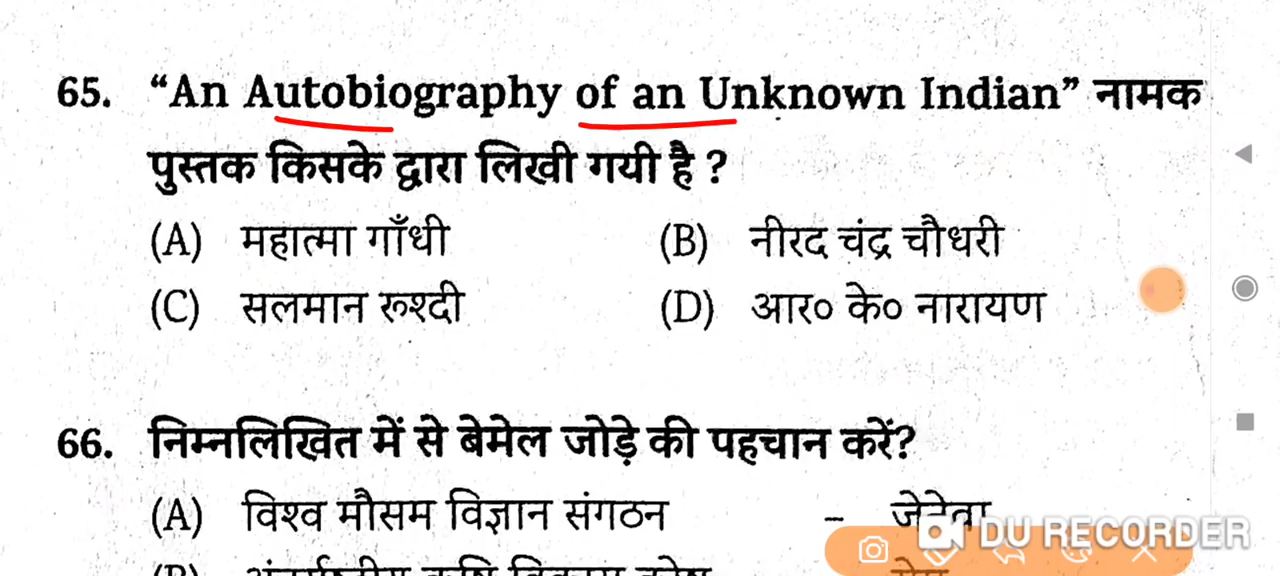 65. “An Autobiography of an Unknown Indian” नामक
पुस्तक किसके द्वारा लिखी गयी है ?
(A) महात्मा गाँधी (B) नीरद चंद्र चौधरी
(C) सलमान रुश्दी (D) आर० के० नारायण
66. निम्नलिखित में से बेमेल जोड़े की पहचान करें?
(A) विश्व मौसम विज्ञान संगठन – जेनेवा
DU RECORDER